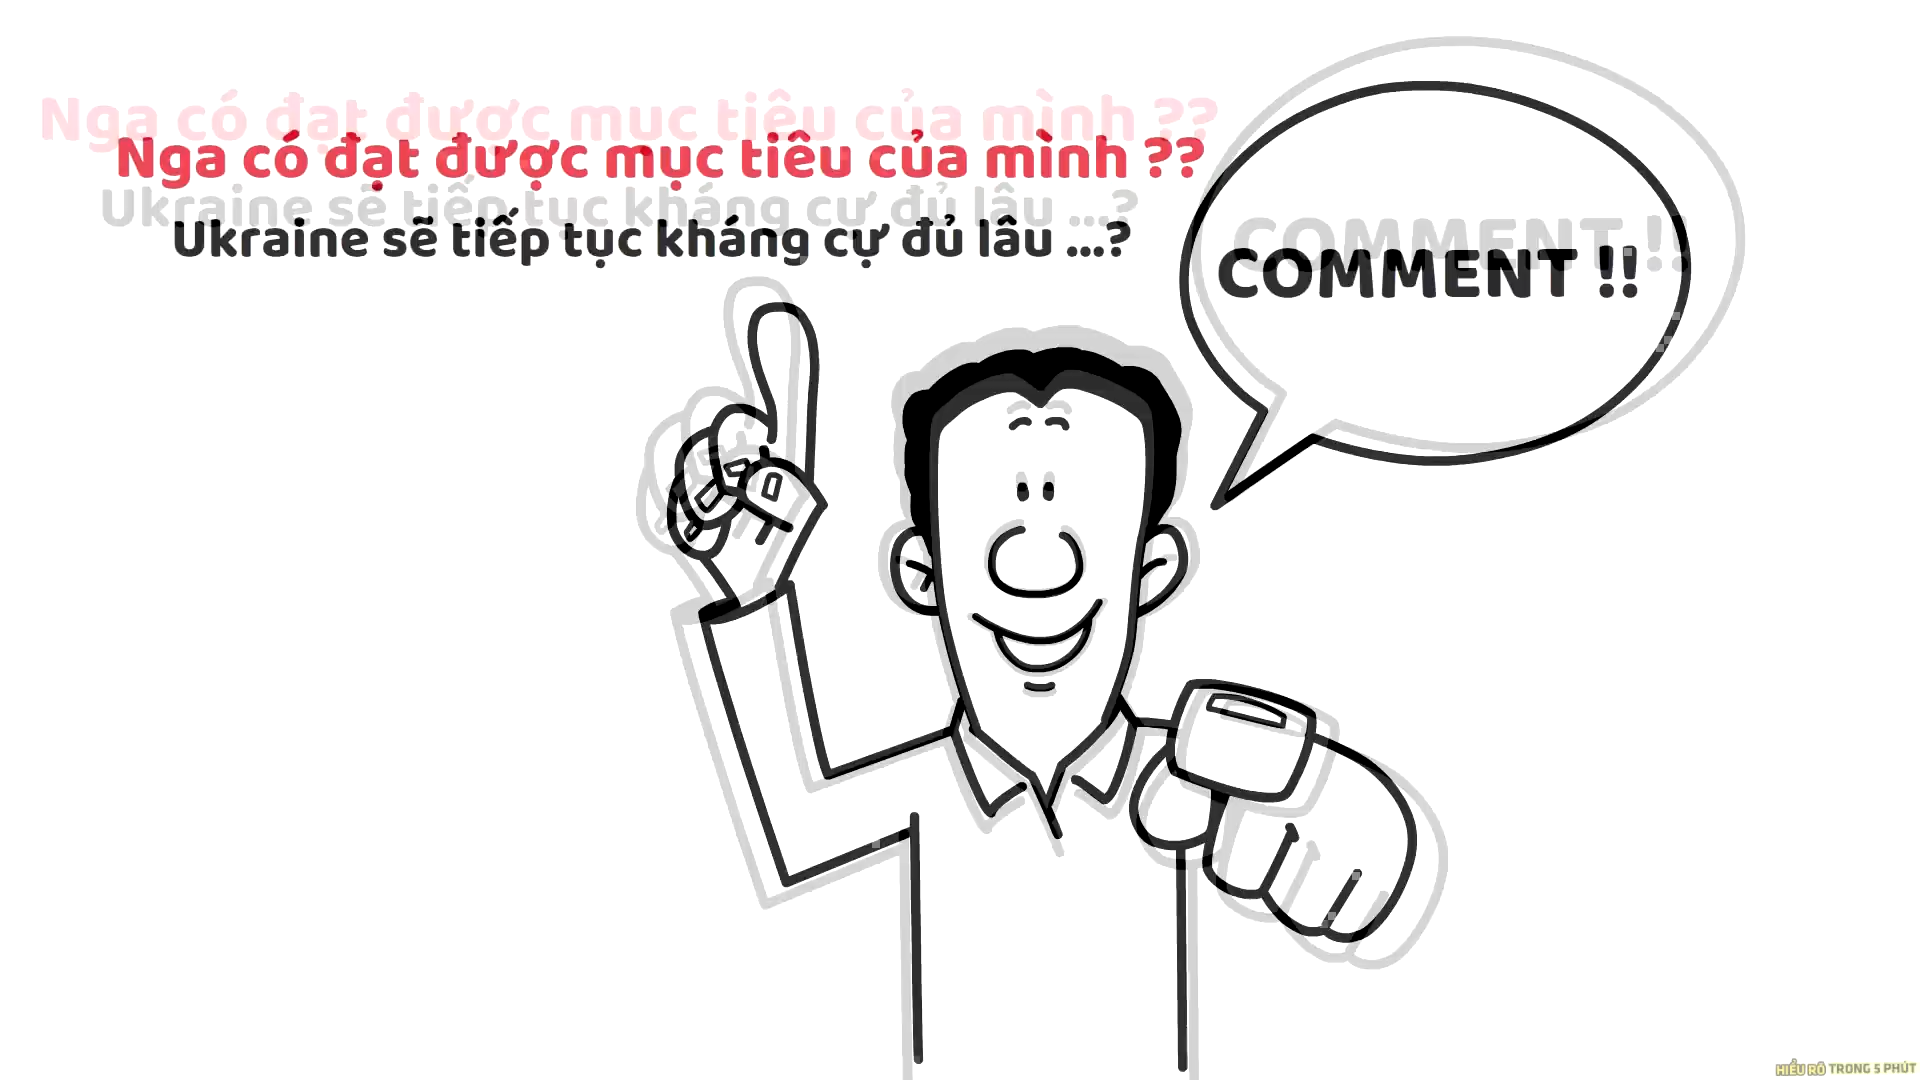 Nga có đạt được mục tiêu của mình ??
Ukraine sẽ tiếp tục kháng cự đủ lâu ...?
COMMENT !!
HIỂU RÕ TRONG 5 PHÚT